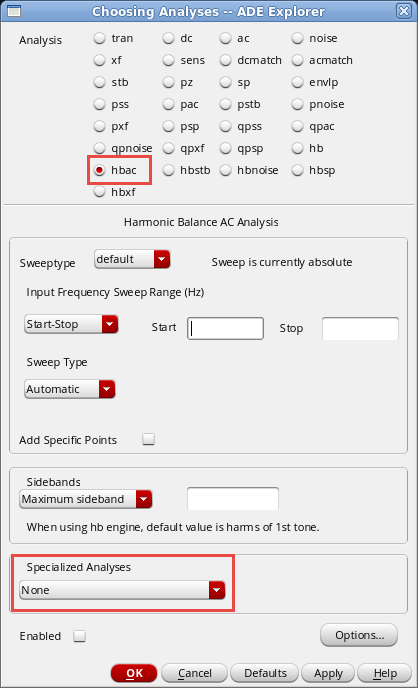 Choosing Analyses -- ADE Explorer
Analysis tran dc ac noise
xf sens dcmatch acmatch
stb pz sp envlp
pss pac pstb pnoise
pxf psp qpss qpac
qpnoise qpxf qpsp hb
hbac hbstb hbnoise hbsp
hbxf
Harmonic Balance AC Analysis
Sweeptype default Sweep is currently absolute
Input Frequency Sweep Range (Hz)
Start-Stop Start Stop
Sweep Type
Automatic
Add Specific Points
Sidebands
Maximum sideband
When using hb engine, default value is harms of 1st tone.
Specialized Analyses
None
Enabled Options...
OK Cancel Defaults Apply Help